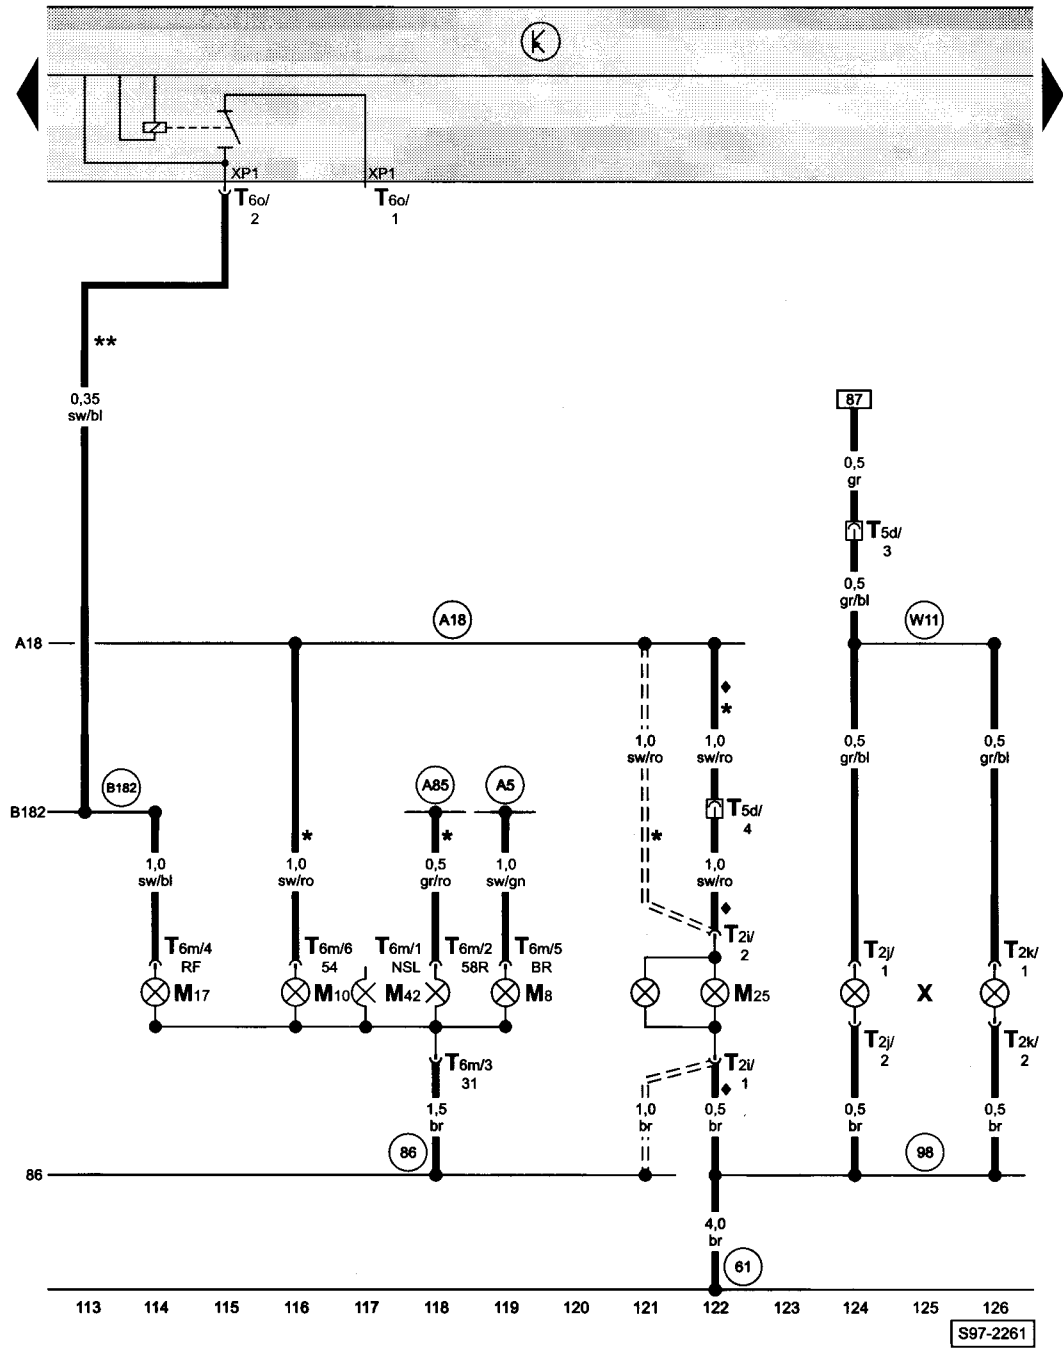 K
XP1 XP1
T6o/ T6o/
2 1
**
0,35
sw/bl
87
0,5
gr
T5d/
3
0,5
gr/bl
A18 A18 W11
♦
*
1,0 1,0 0,5 0,5
sw/ro sw/ro gr/bl gr/bl
B182 B182 A85 A5 T5d/
4
* * *
1,0 1,0 0,5 1,0 1,0
sw/bl sw/ro gr/ro sw/gn sw/ro
♦
T6m/4 T6m/6 T6m/1 T6m/2 T6m/5 T2i/ T2j/ T2k/
RF 54 NSL 58R BR 2 1 1
M17 M10 M42 M8 M25 X
T6m/3 T2i/ T2j/ T2k/
31 1 2 2
♦
1,5 1,0 0,5 0,5 0,5
br br br br br
86 86 98
4,0
br
61
113 114 115 116 117 118 119 120 121 122 123 124 125 126
S97-2261